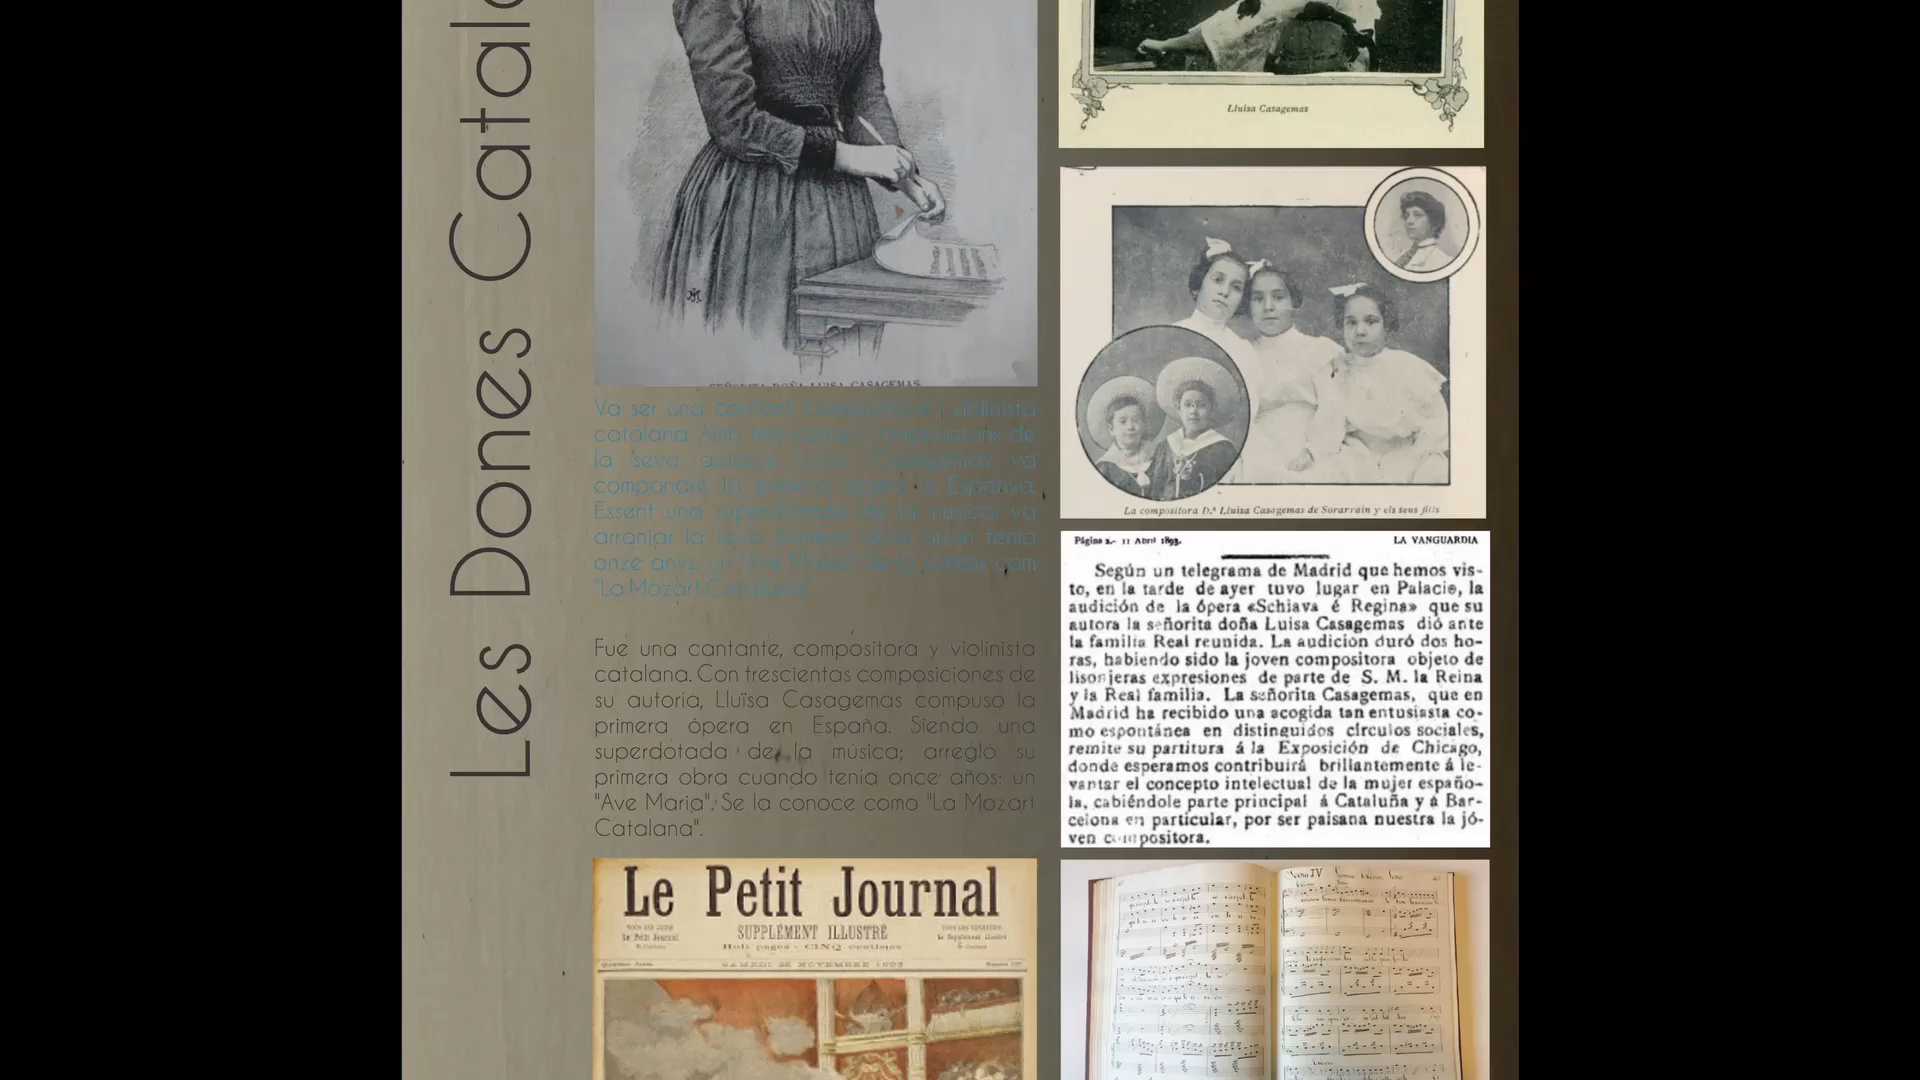 Les Dones Catal
SEÑORITA DOÑA LUISA CASAGEMAS
Va ser una cantant, compositora i violinista
catalana. Amb tres-centes composicions de
la seva autoria, Lluïsa Casagemas va
compondre la primera òpera a Espanya.
Essent una superdotada de la música; va
arranjar la seva primera obra quan tenia
onze anys: un "Ave Maria". Se la coneix com
"La Mozart Catalana".
Fue una cantante, compositora y violinista
catalana. Con trescientas composiciones de
su autoría, Lluïsa Casagemas compuso la
primera ópera en España. Siendo una
superdotada de la música; arregló su
primera obra cuando tenía once años: un
"Ave Maria". Se la conoce como "La Mozart
Catalana".
Le Petit Journal
SUPPLÉMENT ILLUSTRÉ
Huit pages - CINQ centimes
Lluisa Casagemas
La compositora D.ª Lluisa Casagemas de Sorarrain y els seus fills
Página 2.- 11 Abril 1893. LA VANGUARDIA
Según un telegrama de Madrid que hemos vis-
to, en la tarde de ayer tuvo lugar en Palacio, la
audición de la ópera «Schiava é Regina» que su
autora la señorita doña Luisa Casagemas dió ante
la familia Real reunida. La audición duró dos ho-
ras, habiendo sido la joven compositora objeto de
lisonjeras expresiones de parte de S. M. la Reina
y la Real familia. La señorita Casagemas, que en
Madrid ha recibido una acogida tan entusiasta co-
mo espontánea en distinguidos círculos sociales,
remite su partitura á la Exposición de Chicago,
donde esperamos contribuirá brillantemente á le-
vantar el concepto intelectual de la mujer españo-
la, cabiéndole parte principal á Cataluña y á Bar-
celona en particular, por ser paisana nuestra la jó-
ven compositora.